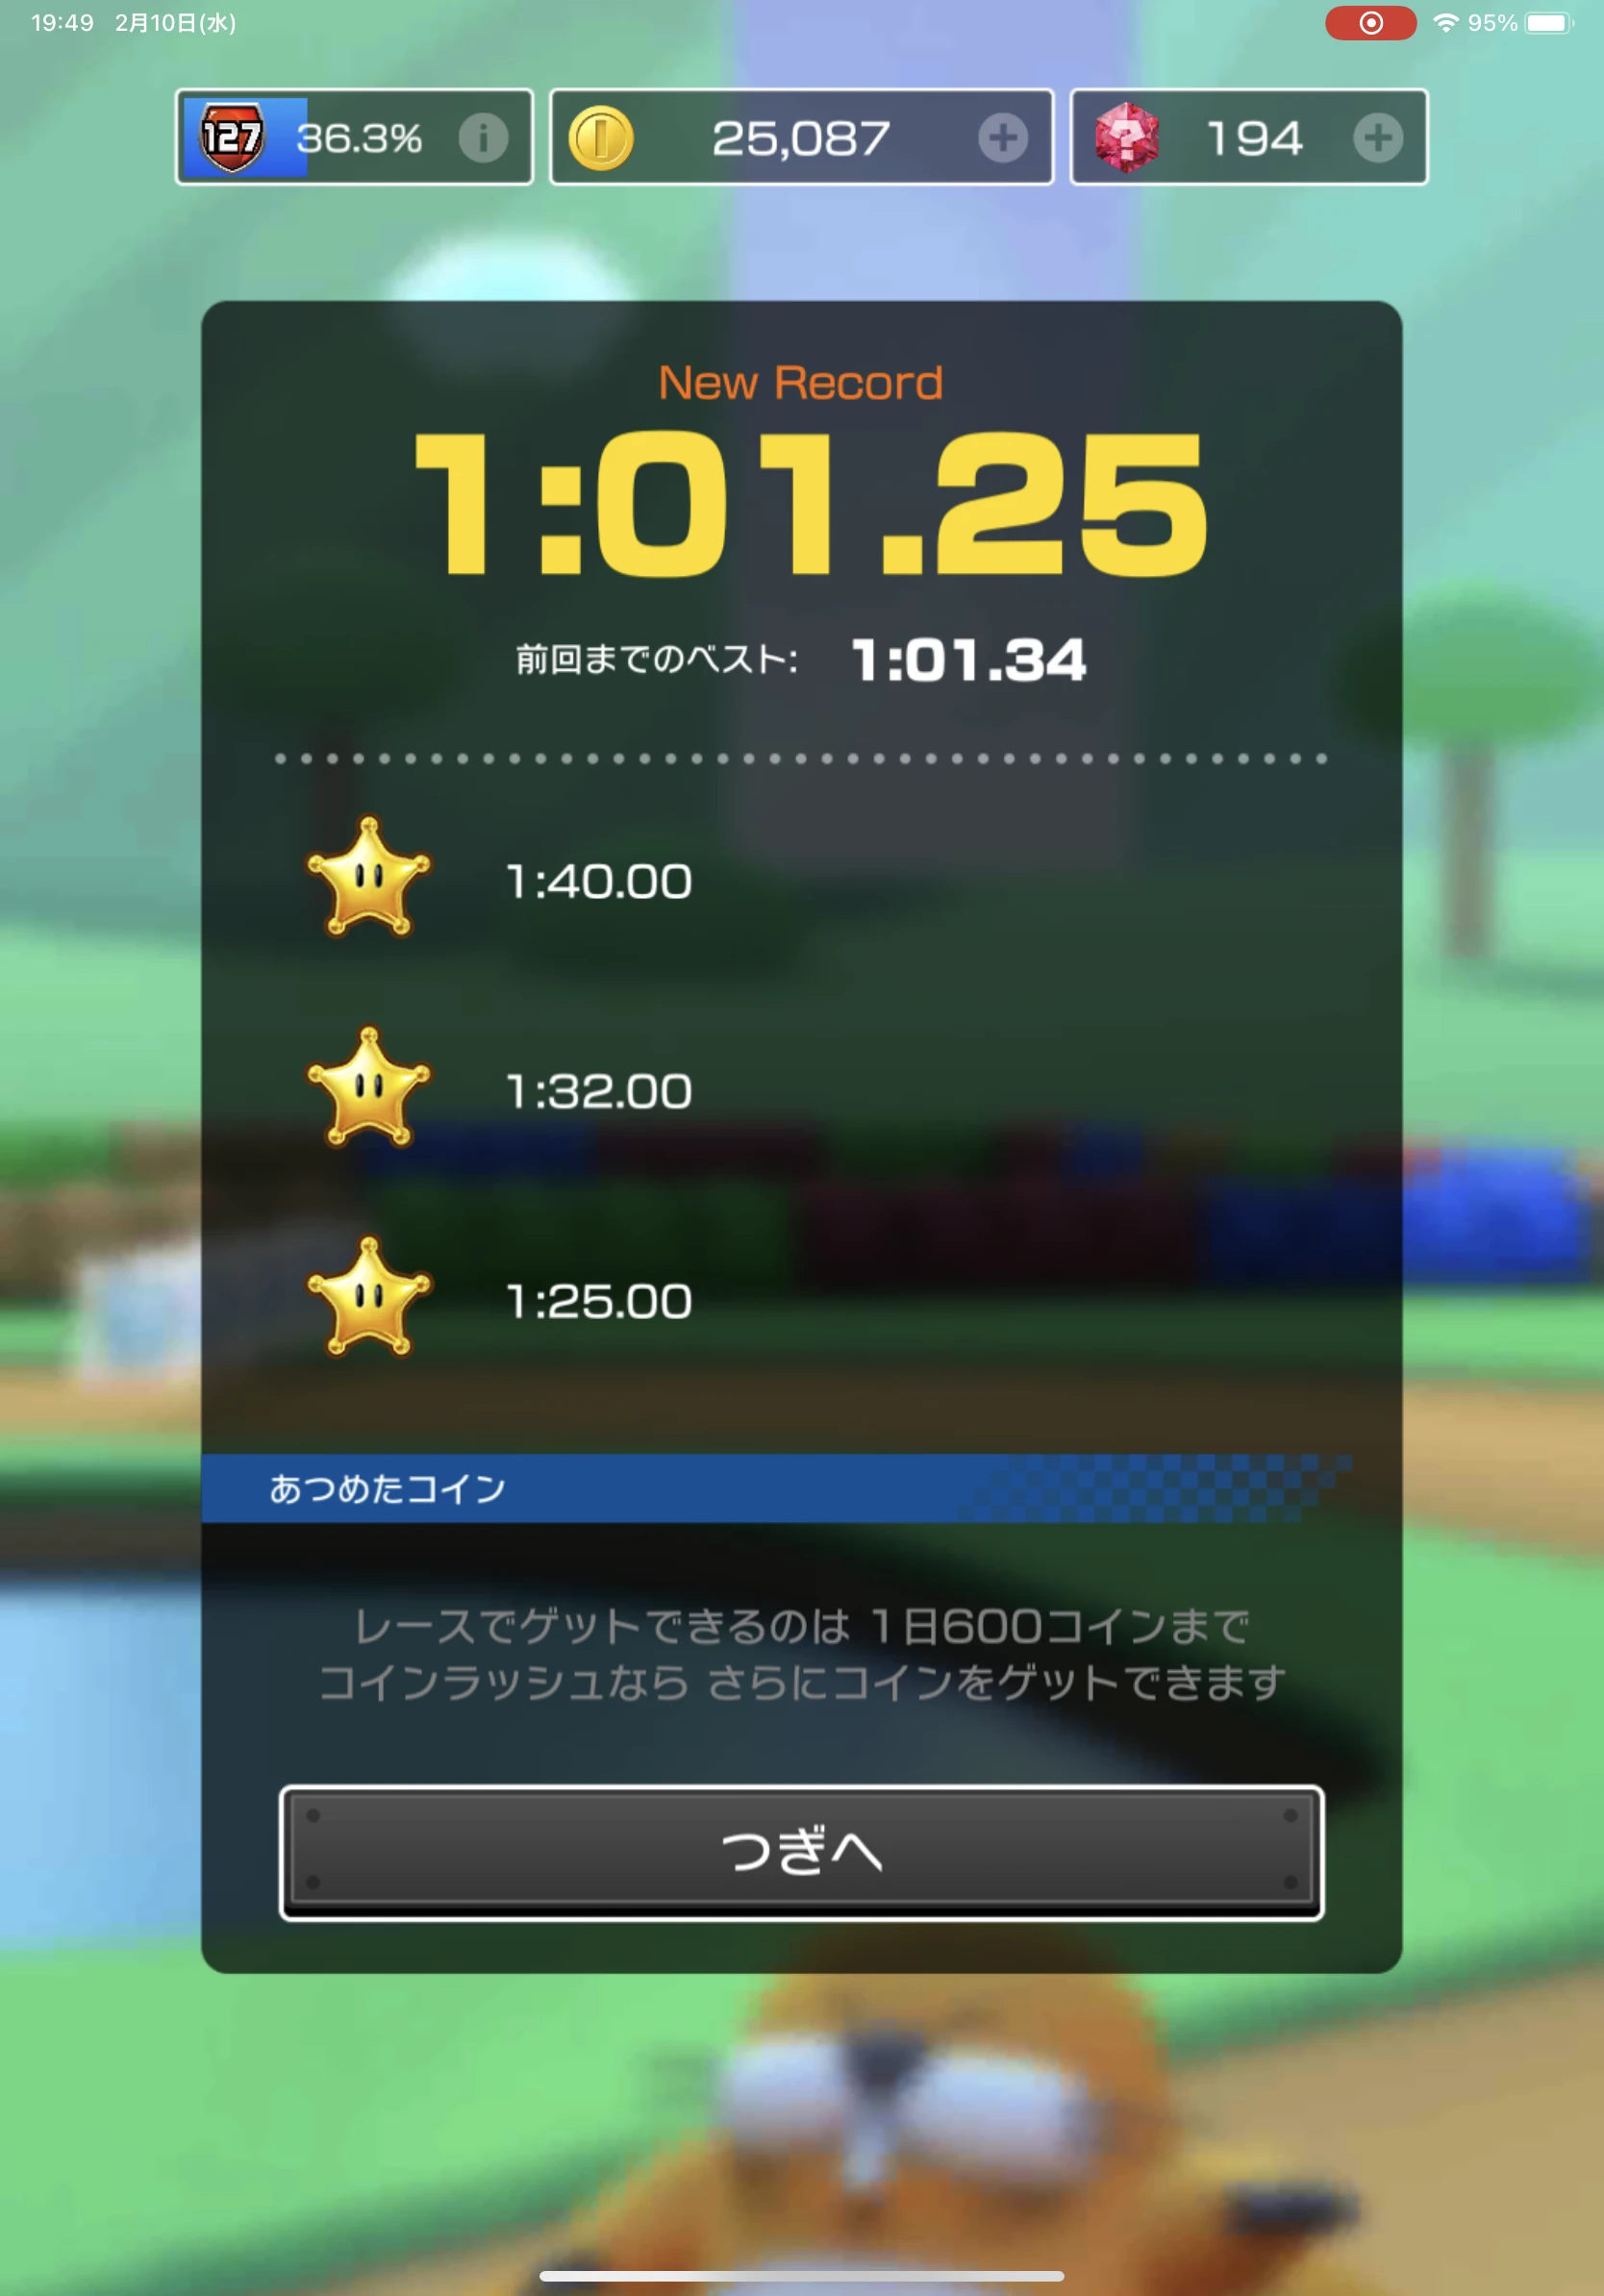 19:49 2月10日(水) 95%
127 36.3% 25,087 194
New Record
1:01.25
前回までのベスト: 1:01.34
1:40.00
1:32.00
1:25.00
あつめたコイン
レースでゲットできるのは 1日600コインまで
コインラッシュなら さらにコインをゲットできます
つぎへ